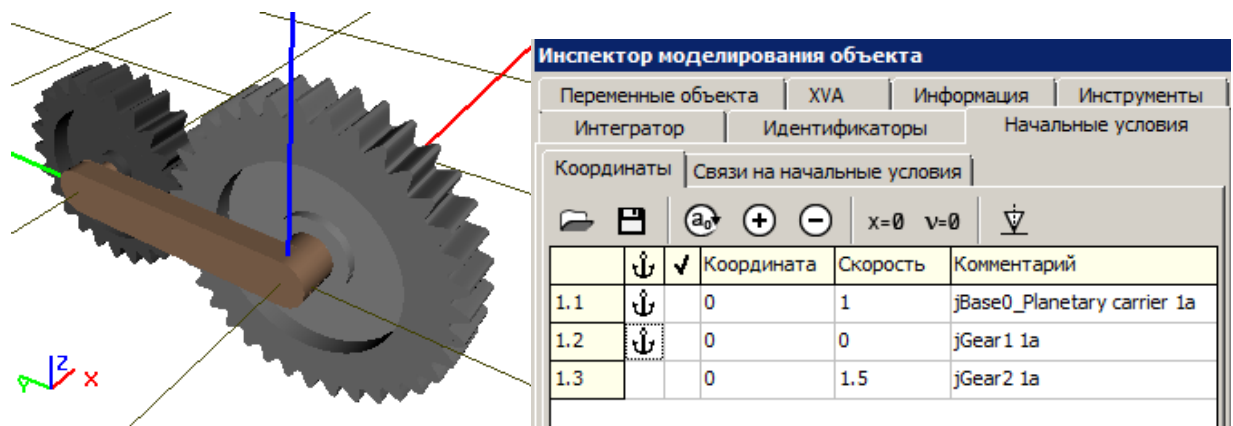 Инспектор моделирования объекта
Переменные объекта XVA Информация Инструменты
Интегратор Идентификаторы Начальные условия
Координаты Связи на начальные условия
a₀ x=0 v=0
Координата Скорость Комментарий
1.1 0 1 jBase0_Planetary carrier 1a
1.2 0 0 jGear1 1a
1.3 0 1.5 jGear2 1a
Z
Y X